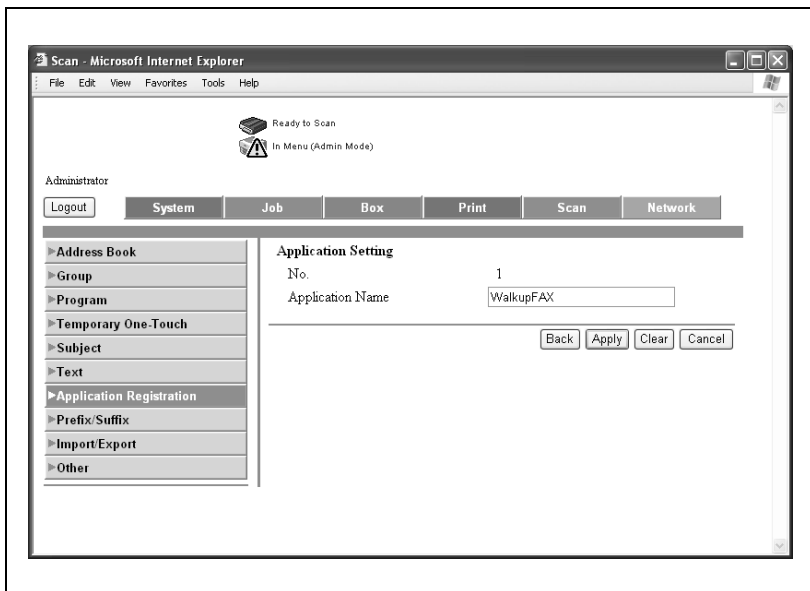 Scan - Microsoft Internet Explorer
File Edit View Favorites Tools Help
Ready to Scan
In Menu (Admin Mode)
Administrator
Logout System Job Box Print Scan Network
Address Book
Group
Program
Temporary One-Touch
Subject
Text
Application Registration
Prefix/Suffix
Import/Export
Other
Application Setting
No. 1
Application Name WalkupFAX
Back Apply Clear Cancel